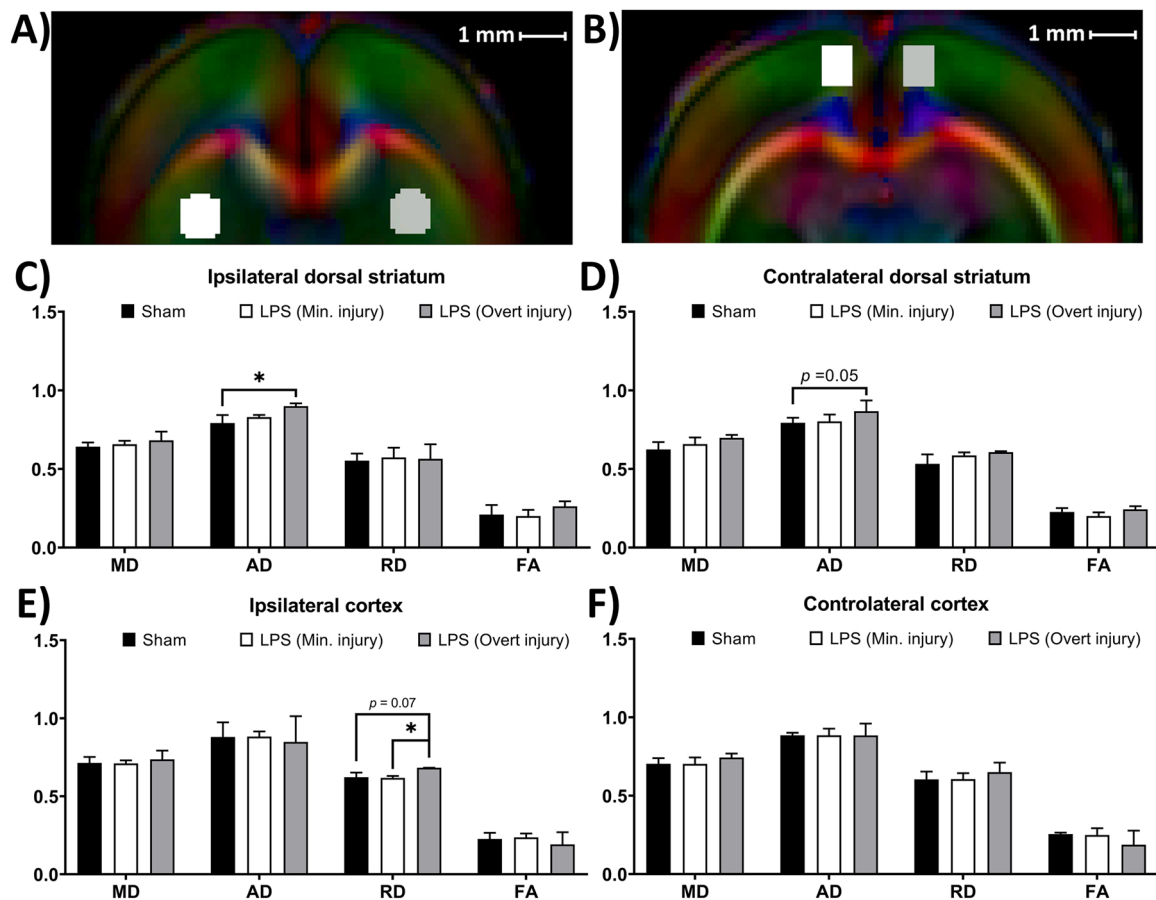 A)
1 mm
B)
1 mm
C)
Ipsilateral dorsal striatum
Sham LPS (Min. injury) LPS (Overt injury)
1.5
1.0
0.5
0.0
*
MD AD RD FA
D)
Contralateral dorsal striatum
Sham LPS (Min. injury) LPS (Overt injury)
1.5
1.0
0.5
0.0
p =0.05
MD AD RD FA
E)
Ipsilateral cortex
Sham LPS (Min. injury) LPS (Overt injury)
1.5
1.0
0.5
0.0
p = 0.07
*
MD AD RD FA
F)
Controlateral cortex
Sham LPS (Min. injury) LPS (Overt injury)
1.5
1.0
0.5
0.0
MD AD RD FA